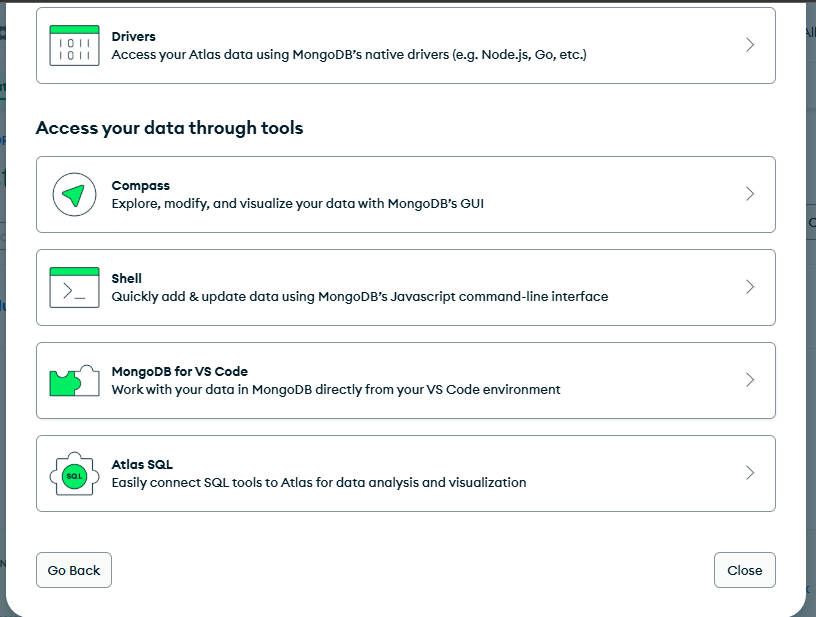 Drivers
Access your Atlas data using MongoDB’s native drivers (e.g. Node.js, Go, etc.)
Access your data through tools
Compass
Explore, modify, and visualize your data with MongoDB’s GUI
Shell
Quickly add & update data using MongoDB’s Javascript command-line interface
MongoDB for VS Code
Work with your data in MongoDB directly from your VS Code environment
SQL
Atlas SQL
Easily connect SQL tools to Atlas for data analysis and visualization
Go Back
Close